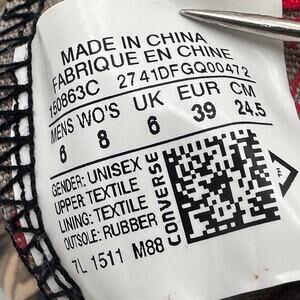 MADE IN CHINA
FABRIQUE EN CHINE
150863C 2741DFGQ00472
MENS WO'S UK EUR CM
6 8 6 39 24.5
GENDER: UNISEX
UPPER: TEXTILE
LINING: TEXTILE
OUTSOLE: RUBBER
7L 1511 M88
CONVERSE